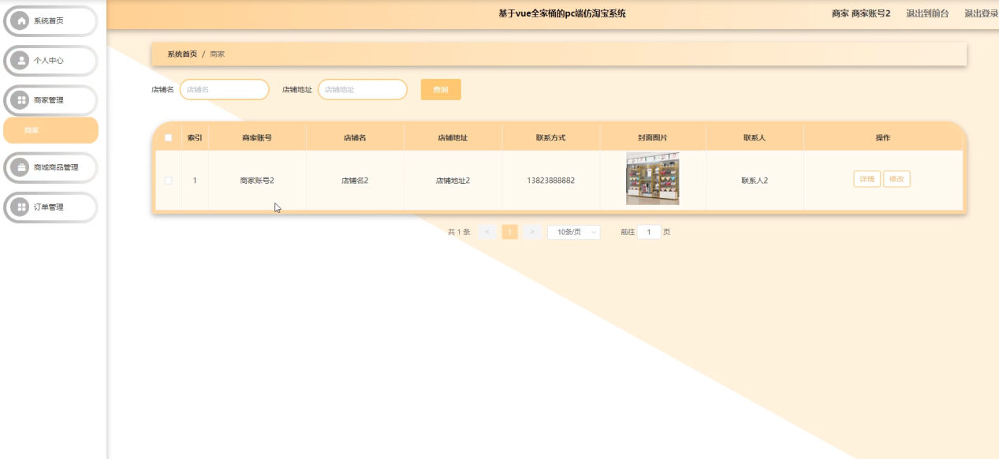 基于vue全家桶的pc端仿淘宝系统
商家 商家账号2 退出到前台 退出登录
系统首页
个人中心
商家管理
商家
商城商品管理
订单管理
系统首页 / 商家
店铺名 店铺名 店铺地址 店铺地址 查询
索引 商家账号 店铺名 店铺地址 联系方式 封面图片 联系人 操作
1 商家账号2 店铺名2 店铺地址2 13823888882 联系人2 详情 修改
共 1 条 < 1 > 10条/页 前往 1 页